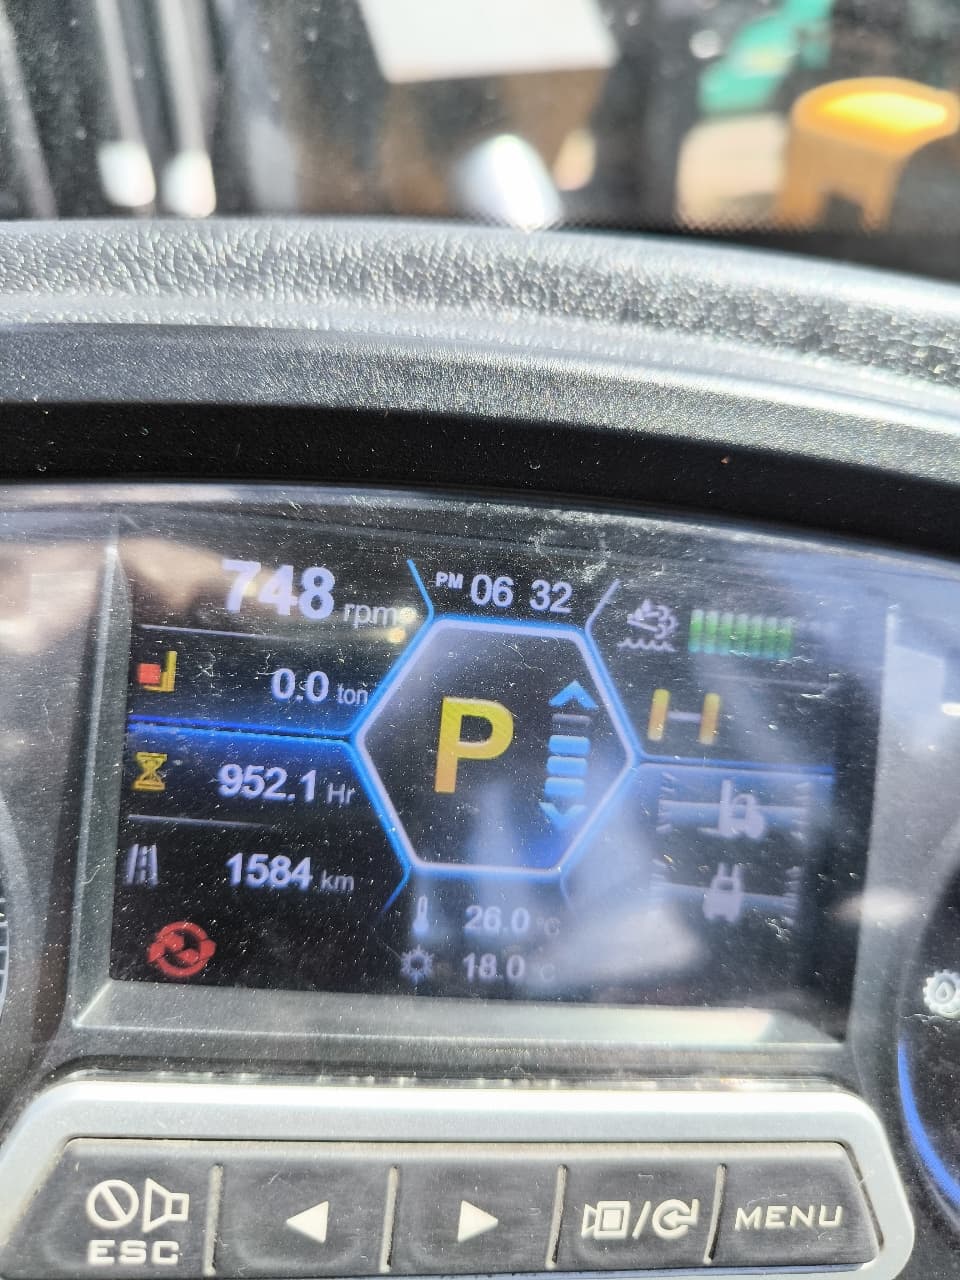 748 rpm
PM 06 32
0.0 ton
P
952.1 Hr
1584 km
26.0 °C
18.0 °C
ESC
MENU